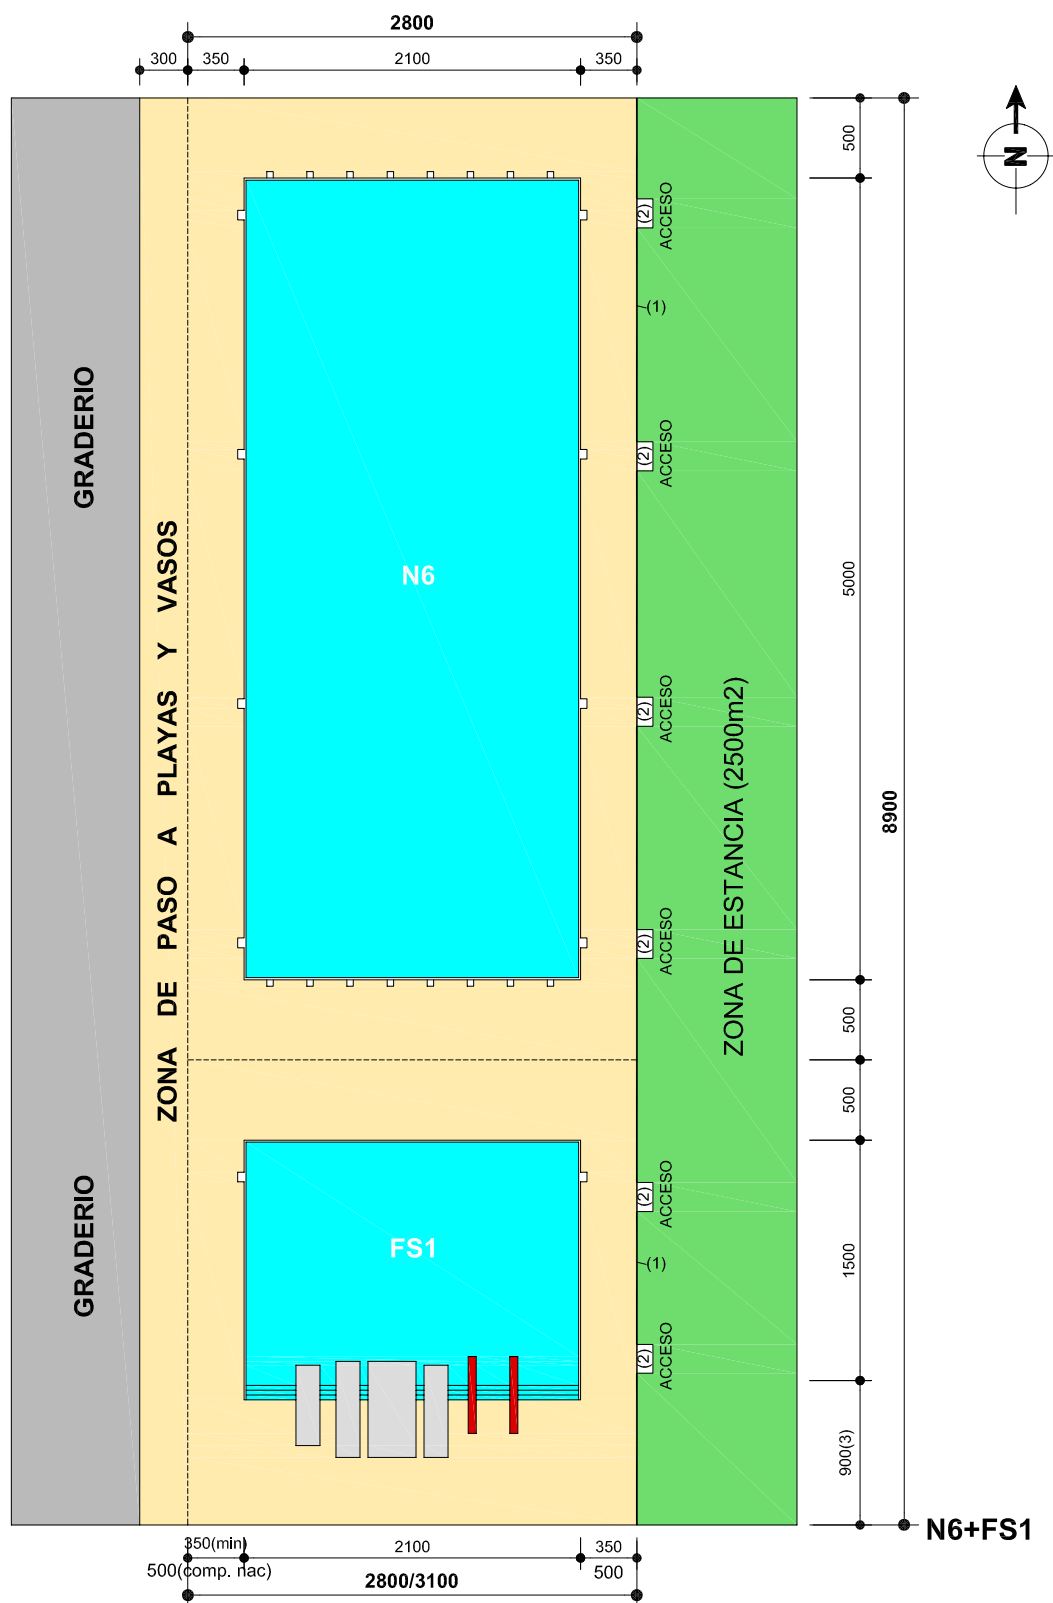 2800
300
350
2100
350
N
500
(2)
ACCESO
(1)
GRADERIO
(2)
ACCESO
5000
N6
ZONA DE PASO A PLAYAS Y VASOS
(2)
ACCESO
ZONA DE ESTANCIA (2500m2)
8900
(2)
ACCESO
500
500
(2)
ACCESO
GRADERIO
FS1
(1)
1500
(2)
ACCESO
900(3)
N6+FS1
350(min)
2100
350
500(comp. nac)
500
2800/3100